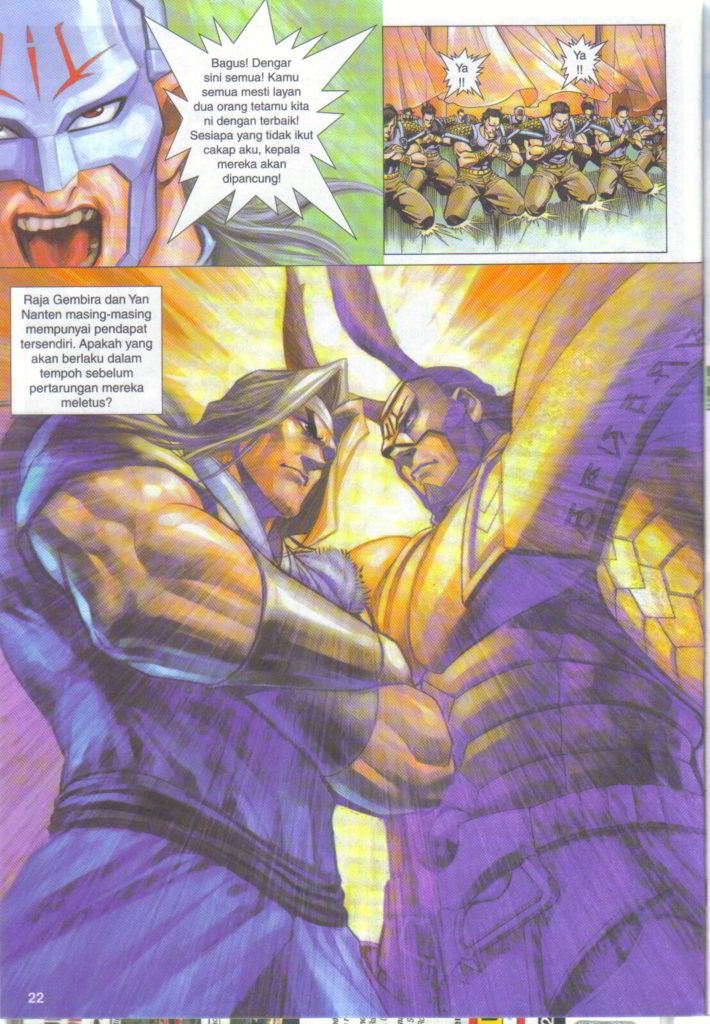 Bagus! Dengar
sini semua! Kamu
semua mesti layan
dua orang tetamu kita
ni dengan terbaik!
Sesiapa yang tidak ikut
cakap aku, kepala
mereka akan
dipancung!
Ya
!!
Ya
!!
Raja Gembira dan Yan
Nanten masing-masing
mempunyai pendapat
tersendiri. Apakah yang
akan berlaku dalam
tempoh sebelum
pertarungan mereka
meletus?
22